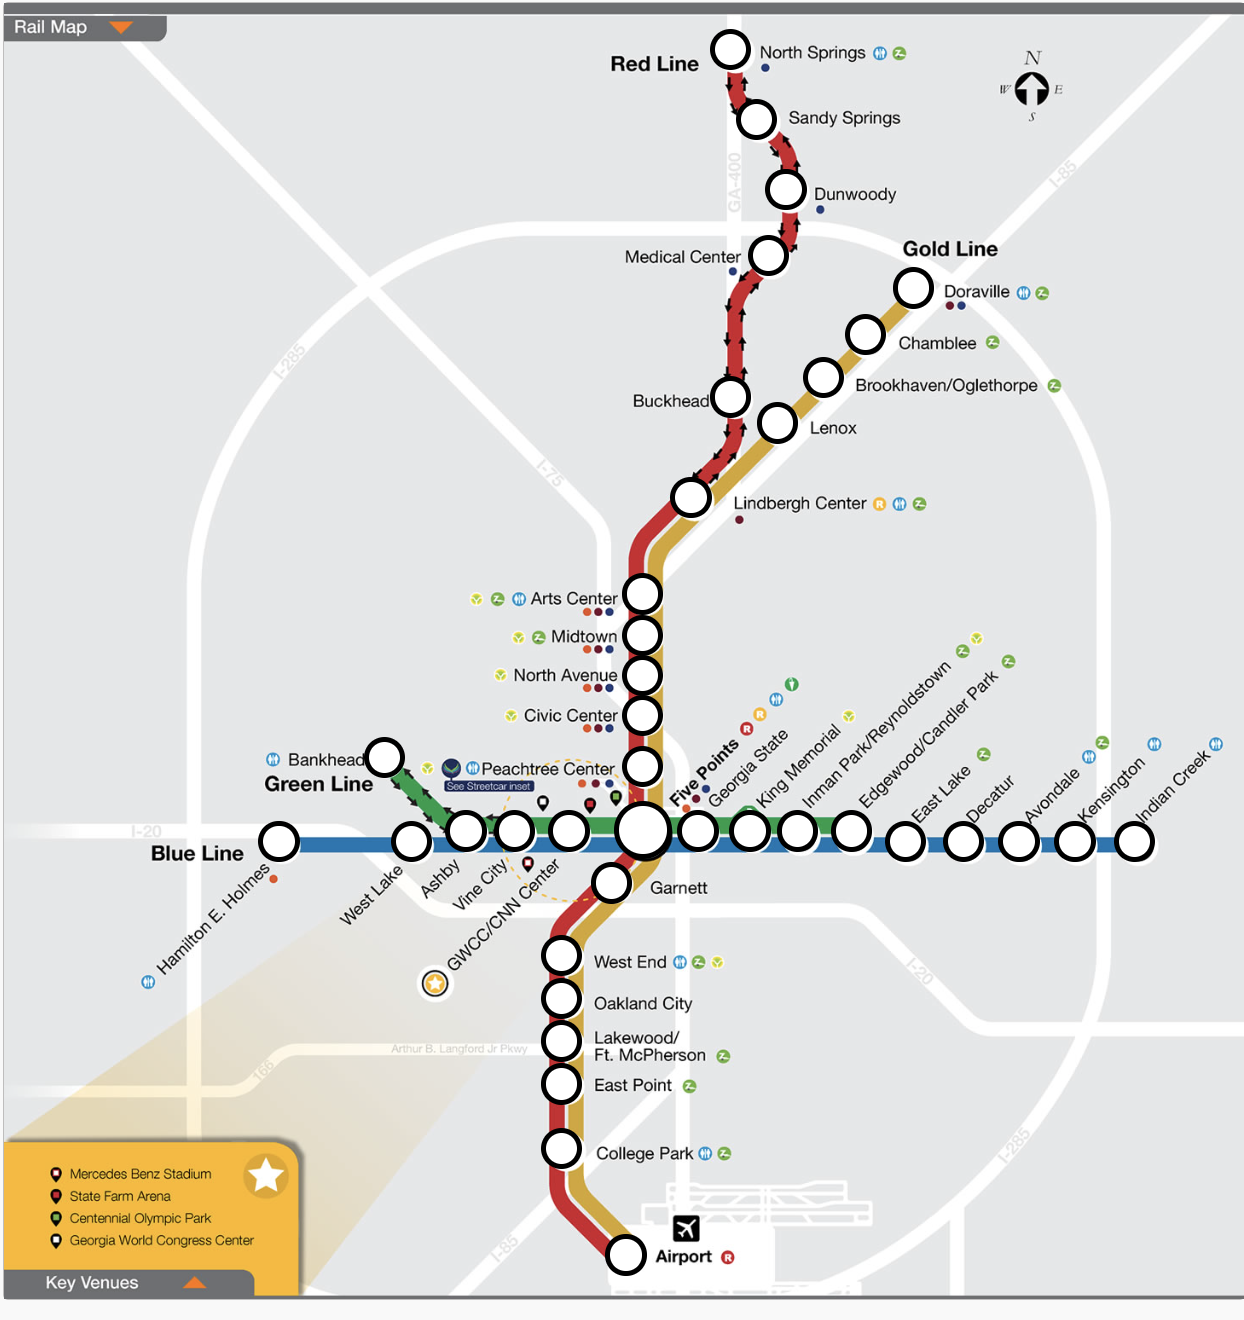 Rail Map
Red Line
North Springs
N
W
E
S
Sandy Springs
GA-400
I-85
Dunwoody
Medical Center
Gold Line
Doraville
Chamblee
I-285
Buckhead
Brookhaven/Oglethorpe
Lenox
I-75
Lindbergh Center
R
Arts Center
Midtown
North Avenue
Civic Center
Bankhead
Green Line
Peachtree Center
See Streetcar inset
R
R
Five Points
Georgia State
King Memorial
Inman Park/Reynoldstown
Edgewood/Candler Park
East Lake
Decatur
Avondale
Kensington
Indian Creek
I-20
Blue Line
Hamilton E. Holmes
West Lake
Ashby
Vine City
GWCC/CNN Center
Garnett
West End
I-20
Oakland City
Lakewood/
Ft. McPherson
Arthur B. Langford Jr Pkwy
166
East Point
College Park
I-285
I-85
Airport R
Mercedes Benz Stadium
State Farm Arena
Centennial Olympic Park
Georgia World Congress Center
Key Venues